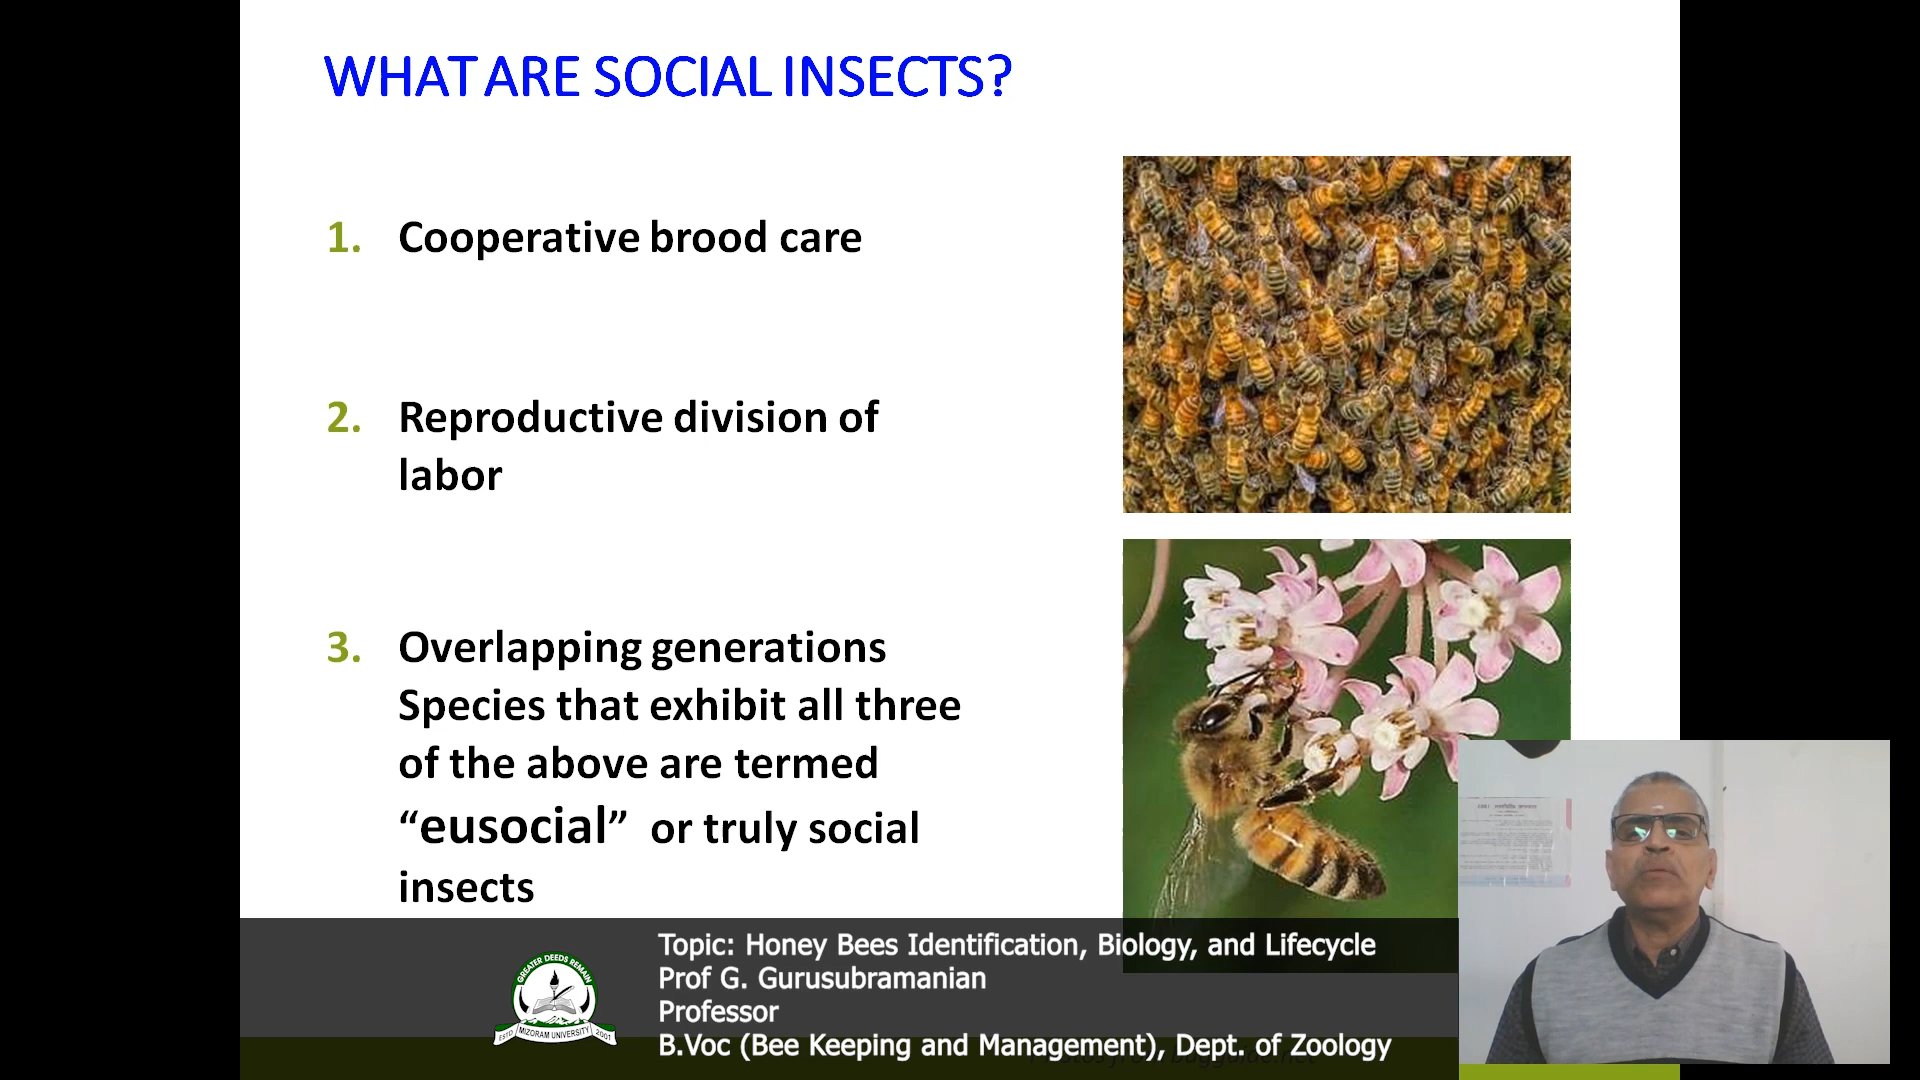 WHAT ARE SOCIAL INSECTS?
1. Cooperative brood care
2. Reproductive division of
labor
3. Overlapping generations
Species that exhibit all three
of the above are termed
“eusocial” or truly social
insects
Topic: Honey Bees Identification, Biology, and Lifecycle
Prof G. Gurusubramanian
Professor
B.Voc (Bee Keeping and Management), Dept. of Zoology
GREATER DEEDS REMAIN
ESTD MIZORAM UNIVERSITY 2001